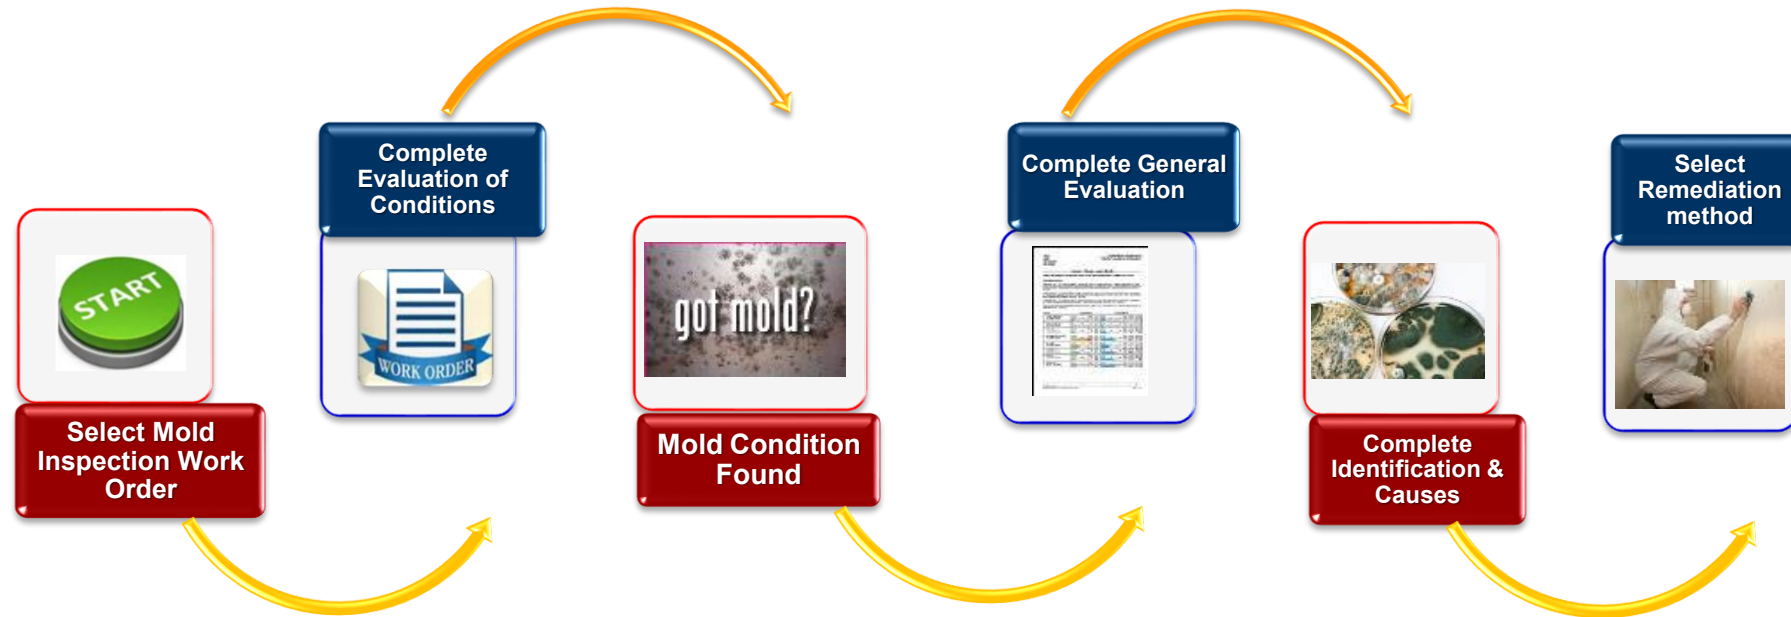 START
Select Mold
Inspection Work
Order
Complete
Evaluation of
Conditions
WORK ORDER
got mold?
Mold Condition
Found
Complete General
Evaluation
Complete
Identification &
Causes
Select
Remediation
method